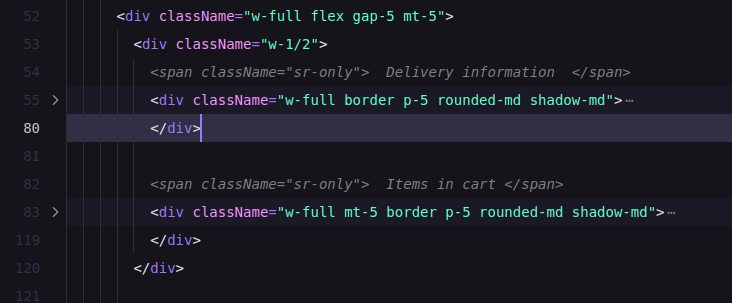 52 <div className="w-full flex gap-5 mt-5">
53 <div className="w-1/2">
54 <span className="sr-only">  Delivery information  </span>
55 <div className="w-full border p-5 rounded-md shadow-md">⋯
80 </div>
81
82 <span className="sr-only">  Items in cart </span>
83 <div className="w-full mt-5 border p-5 rounded-md shadow-md">⋯
119 </div>
120 </div>
121